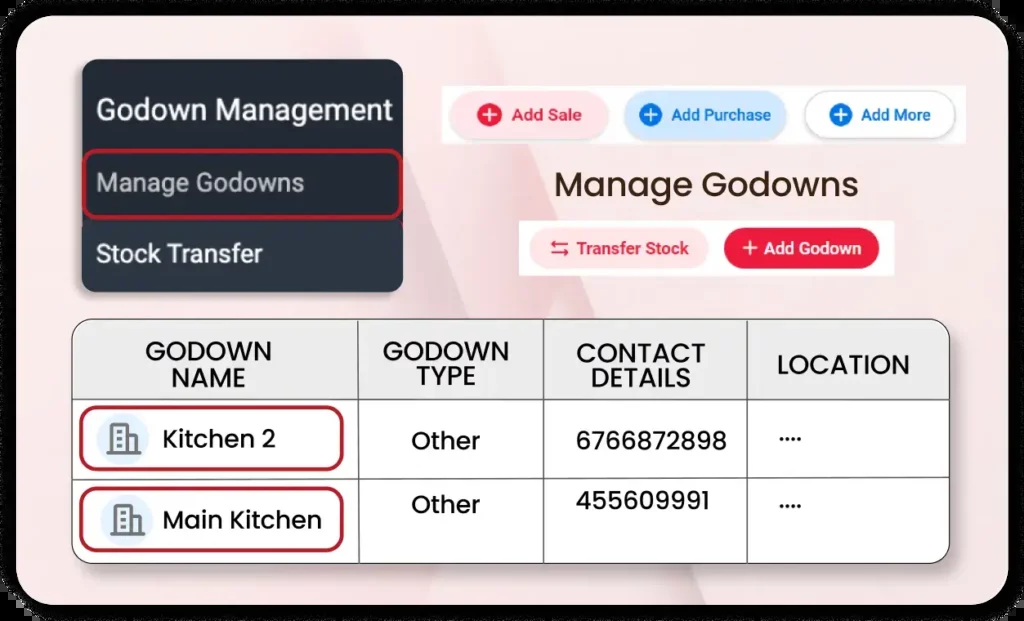 Godown Management
Manage Godowns
Stock Transfer
Add Sale
Add Purchase
Add More
Manage Godowns
Transfer Stock
+ Add Godown
GODOWN
NAME
GODOWN
TYPE
CONTACT
DETAILS
LOCATION
Kitchen 2
Other
6766872898
....
Main Kitchen
Other
455609991
....